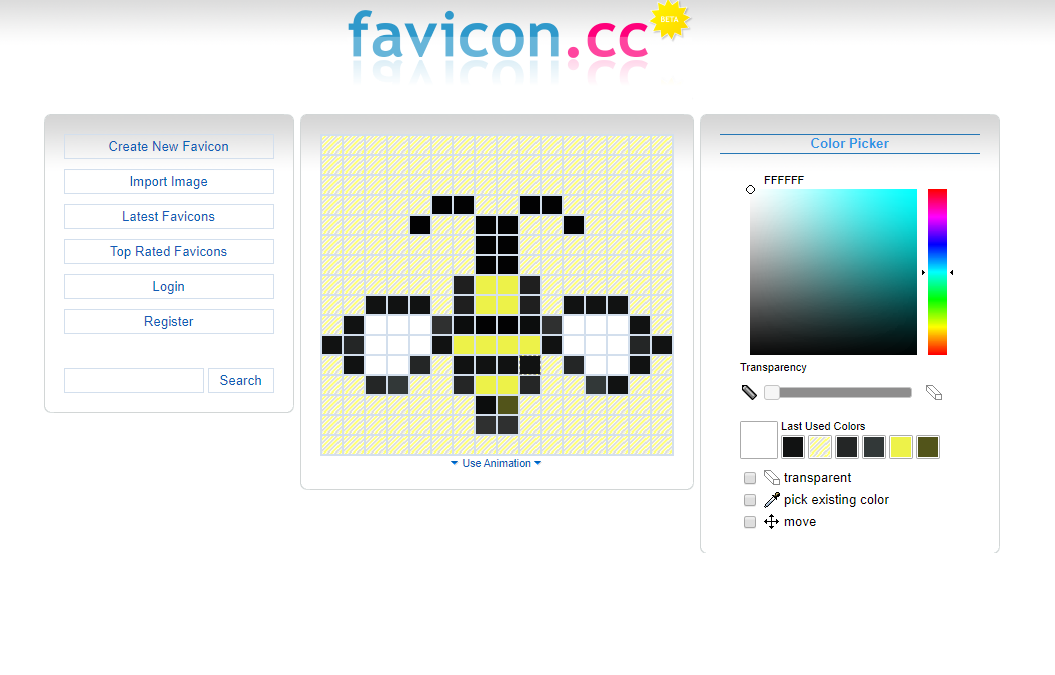 favicon.cc
BETA
Create New Favicon
Import Image
Latest Favicons
Top Rated Favicons
Login
Register
Search
Use Animation
Color Picker
FFFFFF
Transparency
Last Used Colors
transparent
pick existing color
move